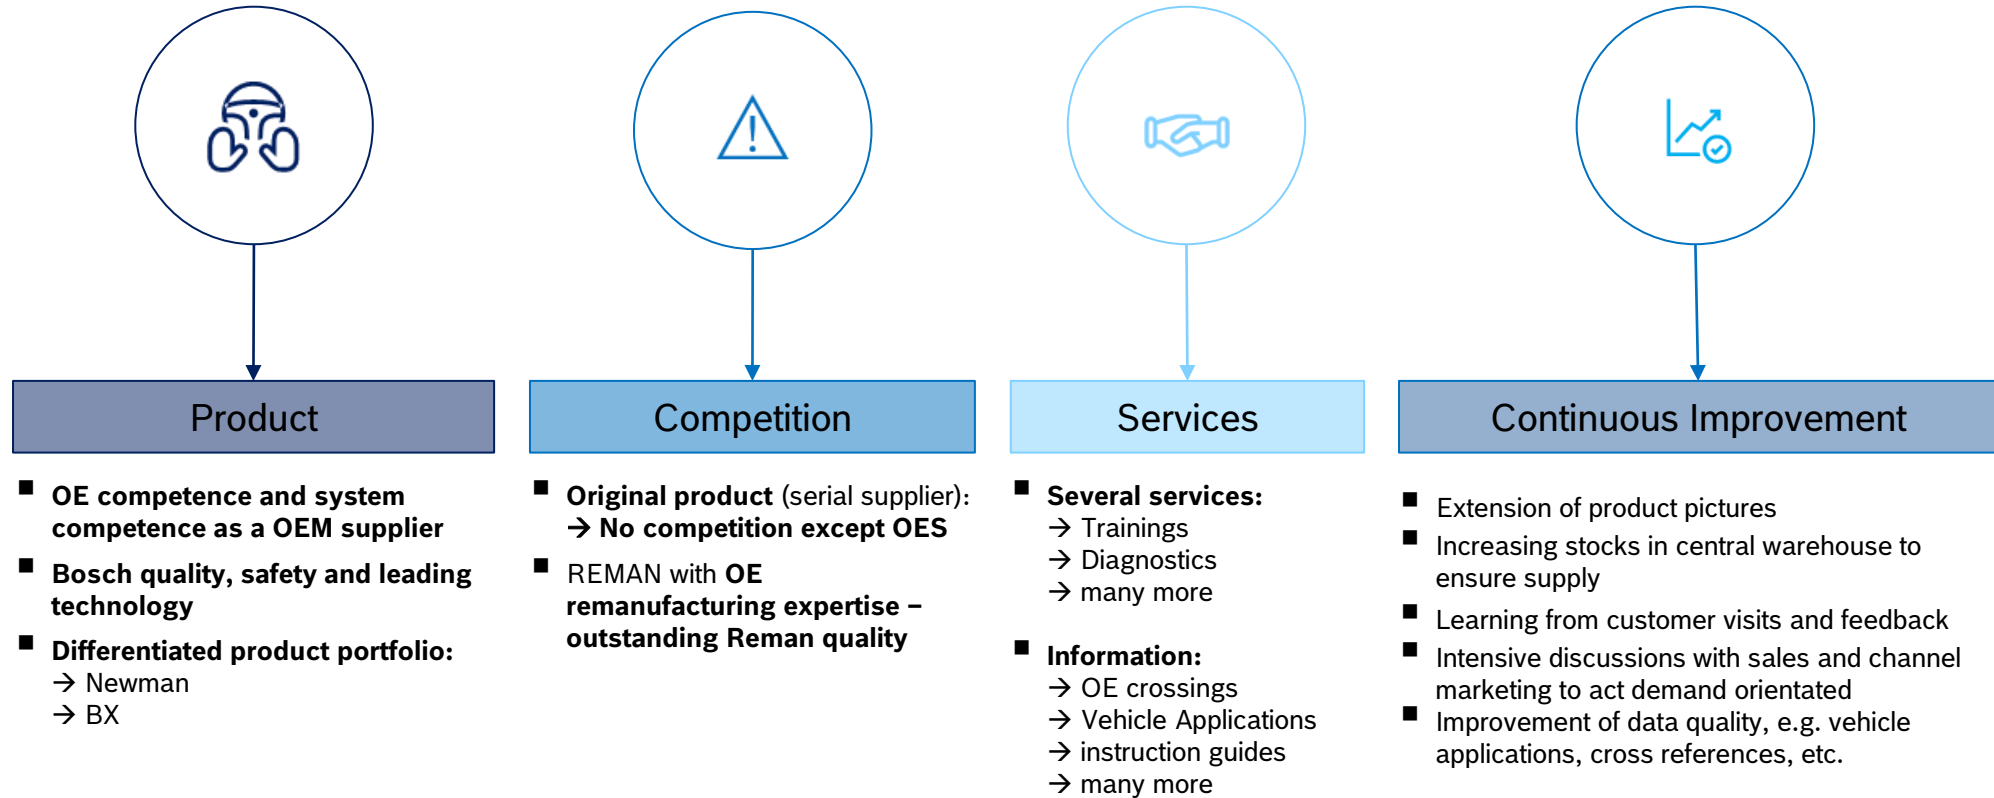 Product
■ OE competence and system
competence as a OEM supplier
■ Bosch quality, safety and leading
technology
■ Differentiated product portfolio:
→ Newman
→ BX
Competition
■ Original product (serial supplier):
→ No competition except OES
■ REMAN with OE
remanufacturing expertise –
outstanding Reman quality
Services
■ Several services:
→ Trainings
→ Diagnostics
→ many more
■ Information:
→ OE crossings
→ Vehicle Applications
→ instruction guides
→ many more
Continuous Improvement
■ Extension of product pictures
■ Increasing stocks in central warehouse to
ensure supply
■ Learning from customer visits and feedback
■ Intensive discussions with sales and channel
marketing to act demand orientated
■ Improvement of data quality, e.g. vehicle
applications, cross references, etc.